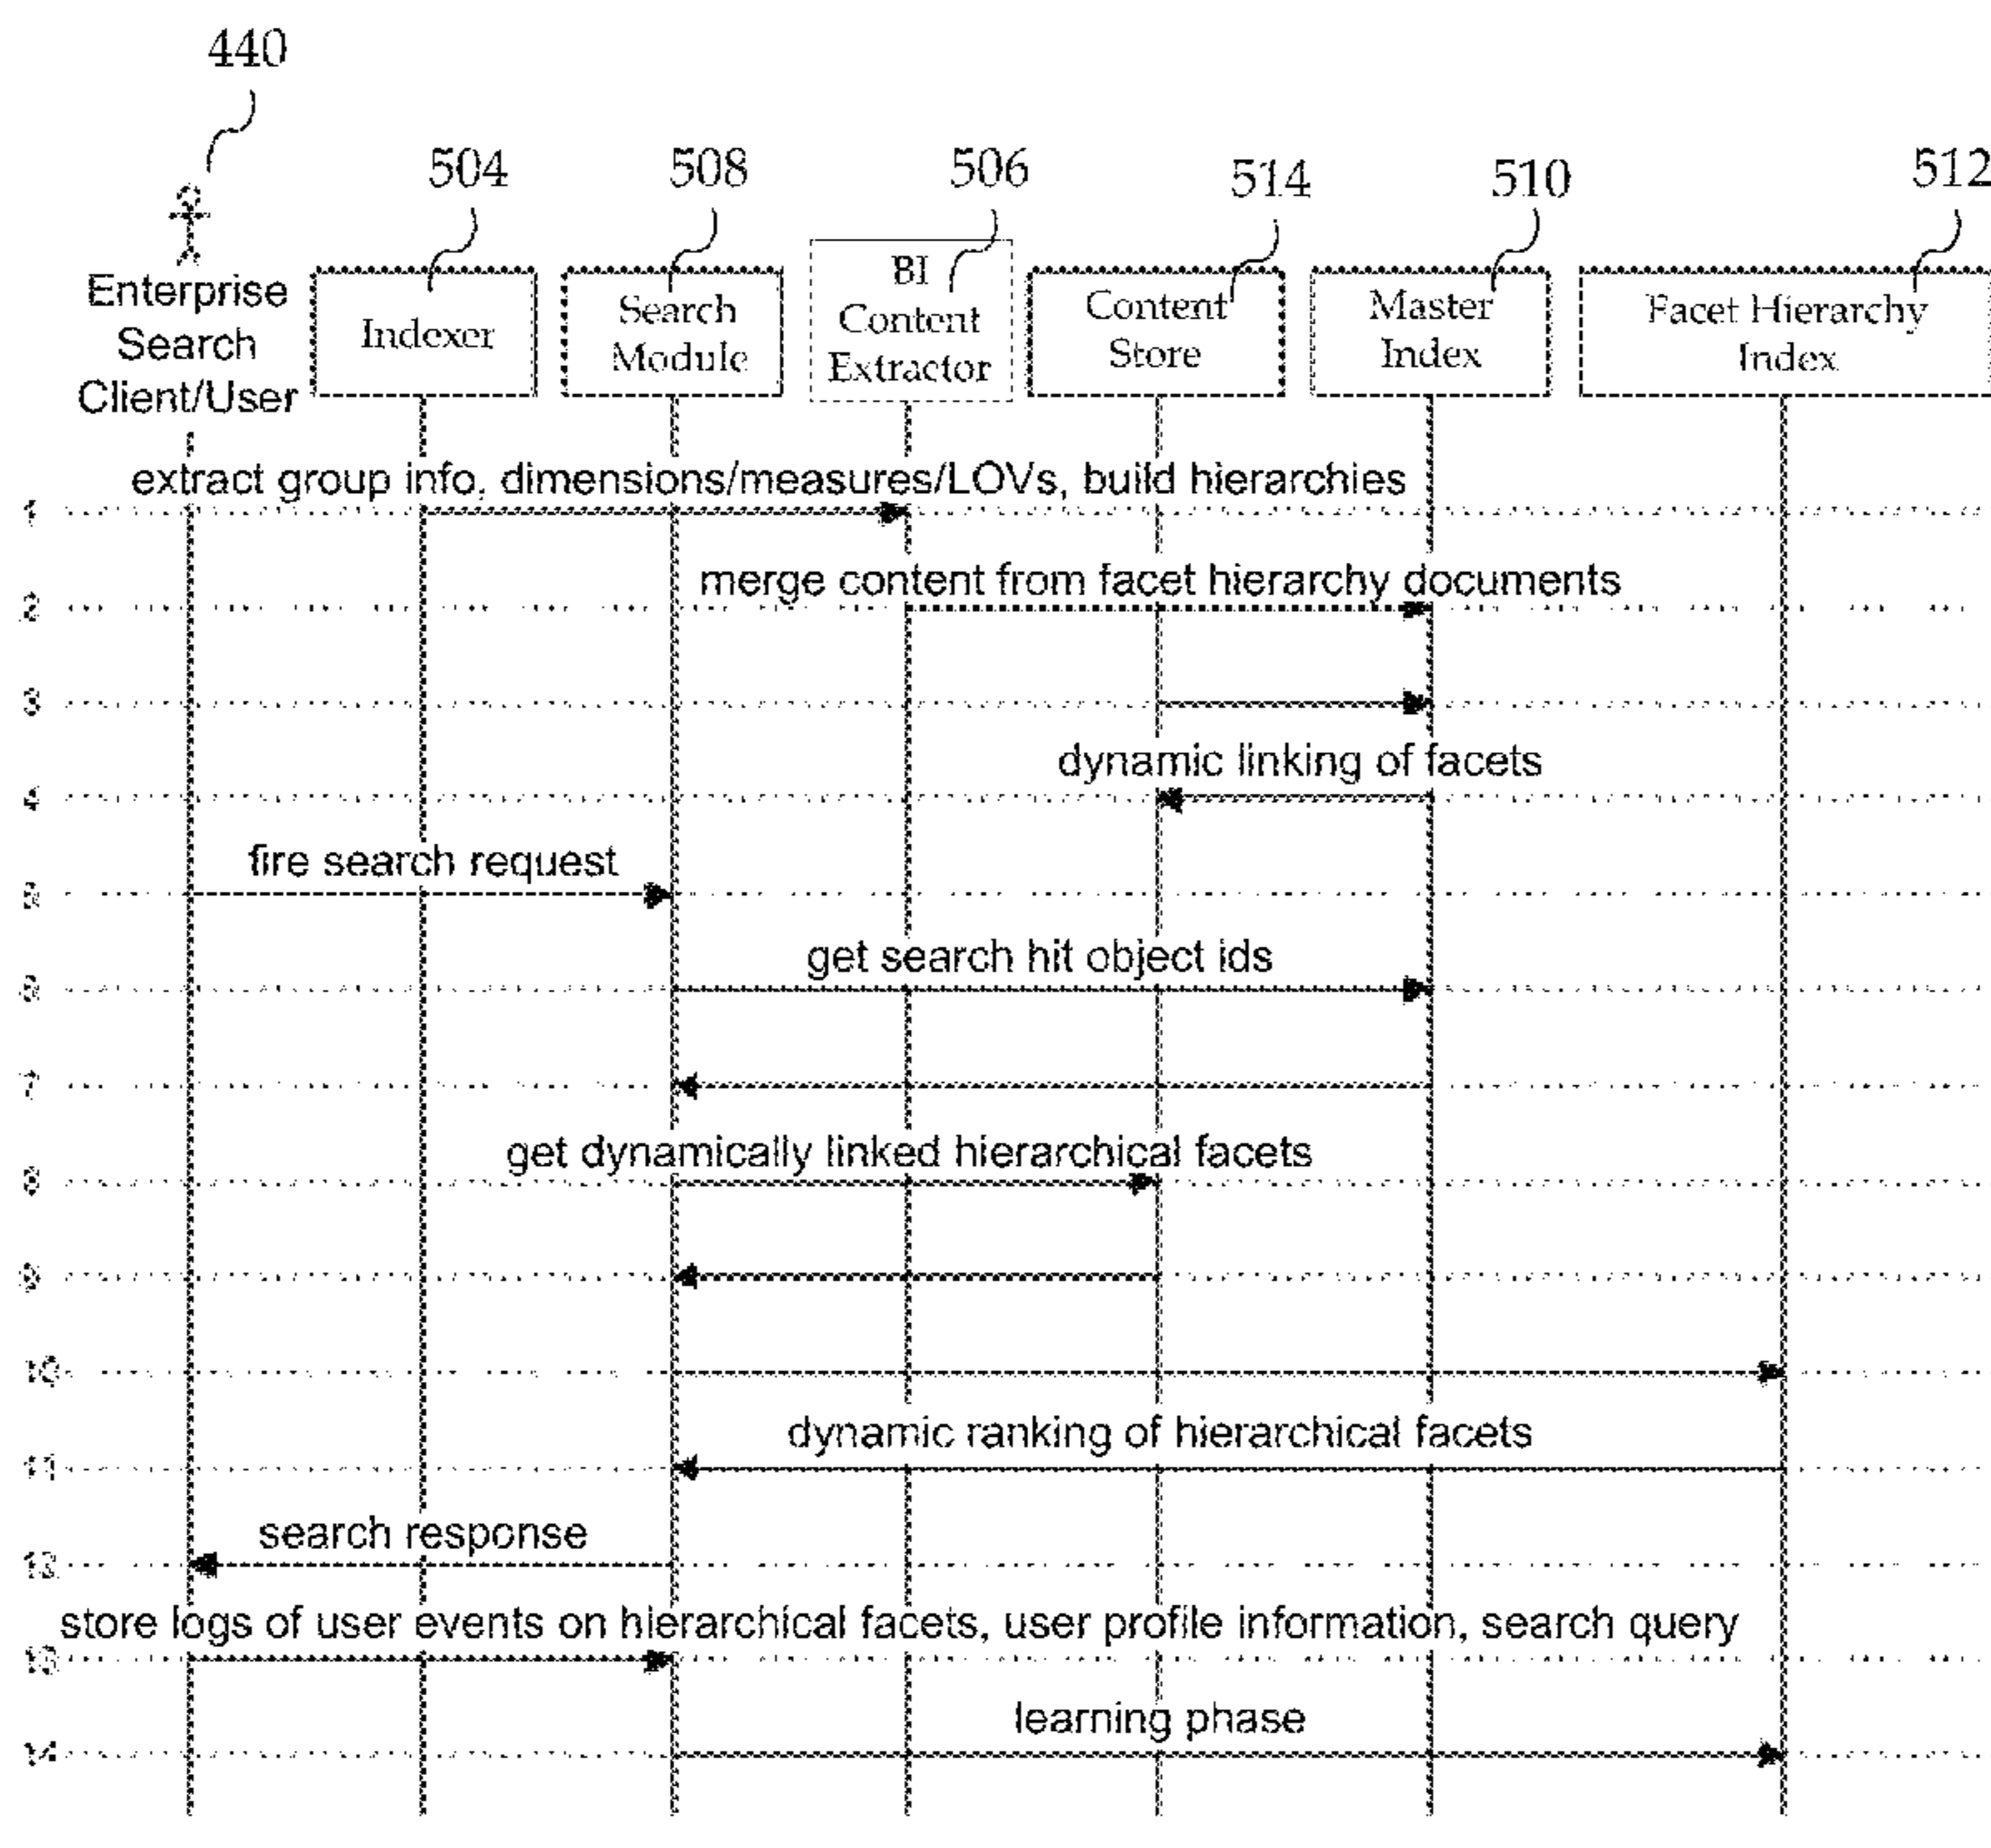 440
504
508
506
514
510
512
Enterprise
Search
Client/User
Indexer
Search
Module
BI
Content
Extractor
Content
Store
Master
Index
Facet Hierarchy
Index
extract group info, dimensions/measures/LOVs, build hierarchies
1
merge content from facet hierarchy documents
2
dynamic linking of facets
4
fire search request
get search hit object ids
7
get dynamically linked hierarchical facets
8
9
10
dynamic ranking of hierarchical facets
11
search response
12
store logs of user events on hierarchical facets, user profile information, search query
13
learning phase
14